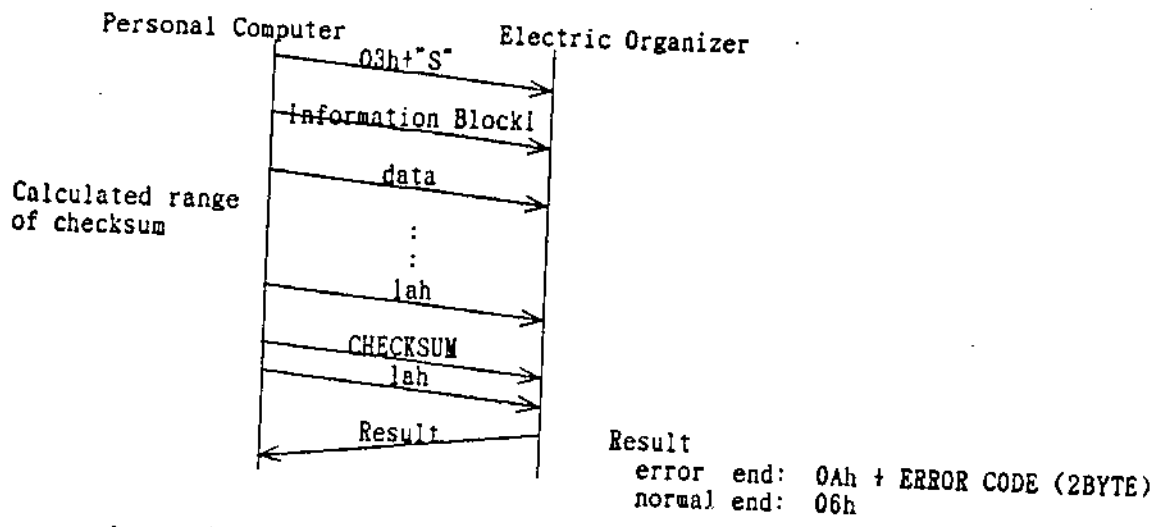 Personal Computer
Electric Organizer
03h+"S"
Information Block1
data
Calculated range
of checksum
:
:
1ah
CHECKSUM
1ah
Result
Result
error end: 0Ah + ERROR CODE (2BYTE)
normal end: 06h